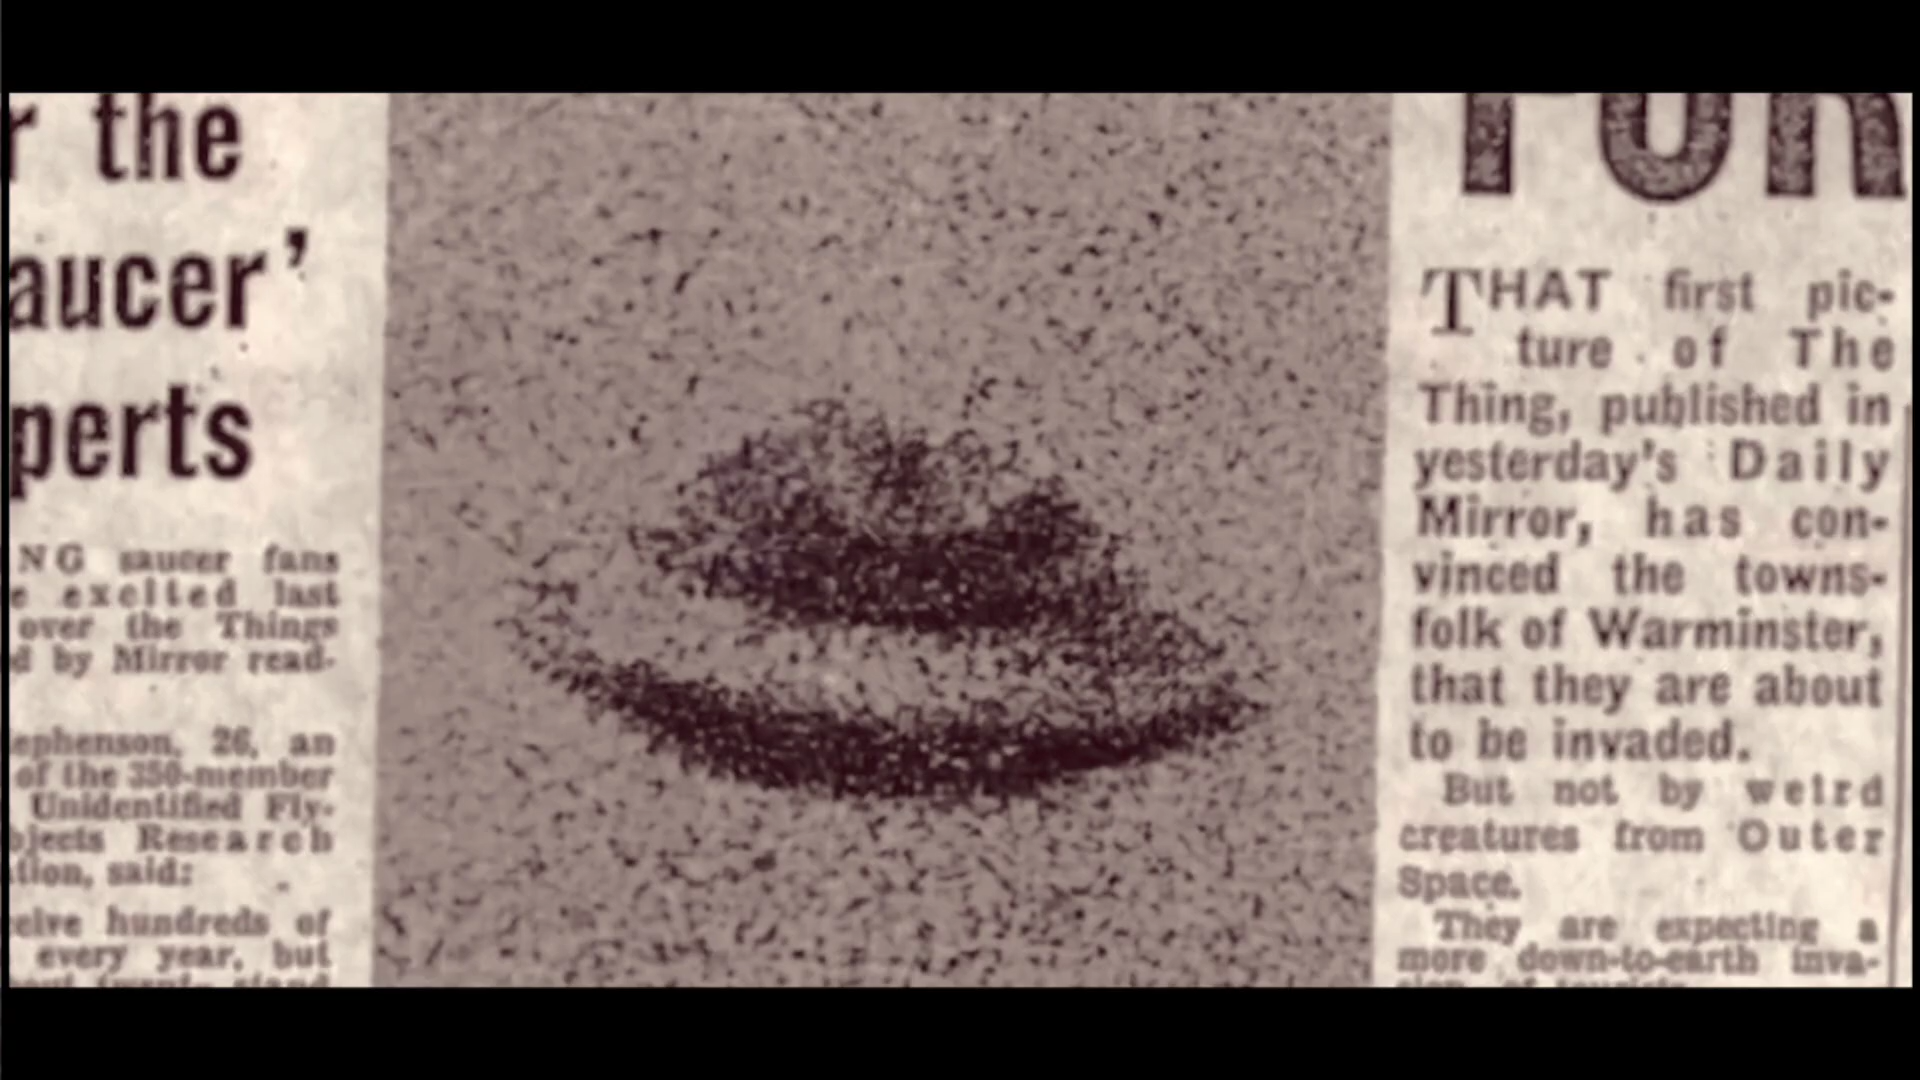 the
aucer’
perts
NG saucer fans
e excited last
over the Things
d by Mirror read-
ephenson, 26, an
of the 350-member
Unidentified Fly-
bjects Research
tion, said:
eive hundreds of
every year, but
THAT first pic-
ture of The
Thing, published in
yesterday's Daily
Mirror, has con-
vinced the towns-
folk of Warminster,
that they are about
to be invaded.
But not by weird
creatures from Outer
Space.
They are expecting a
more down-to-earth inva-